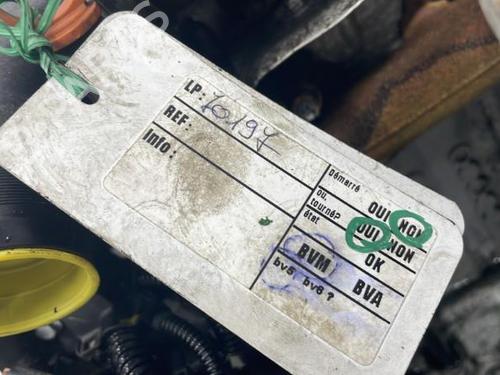 LP: 70197
REF:
Info :
Démarré OUI NON
Ou. tourné? OUI NON
état OK
BVM BVA
bv5 bv6 ?